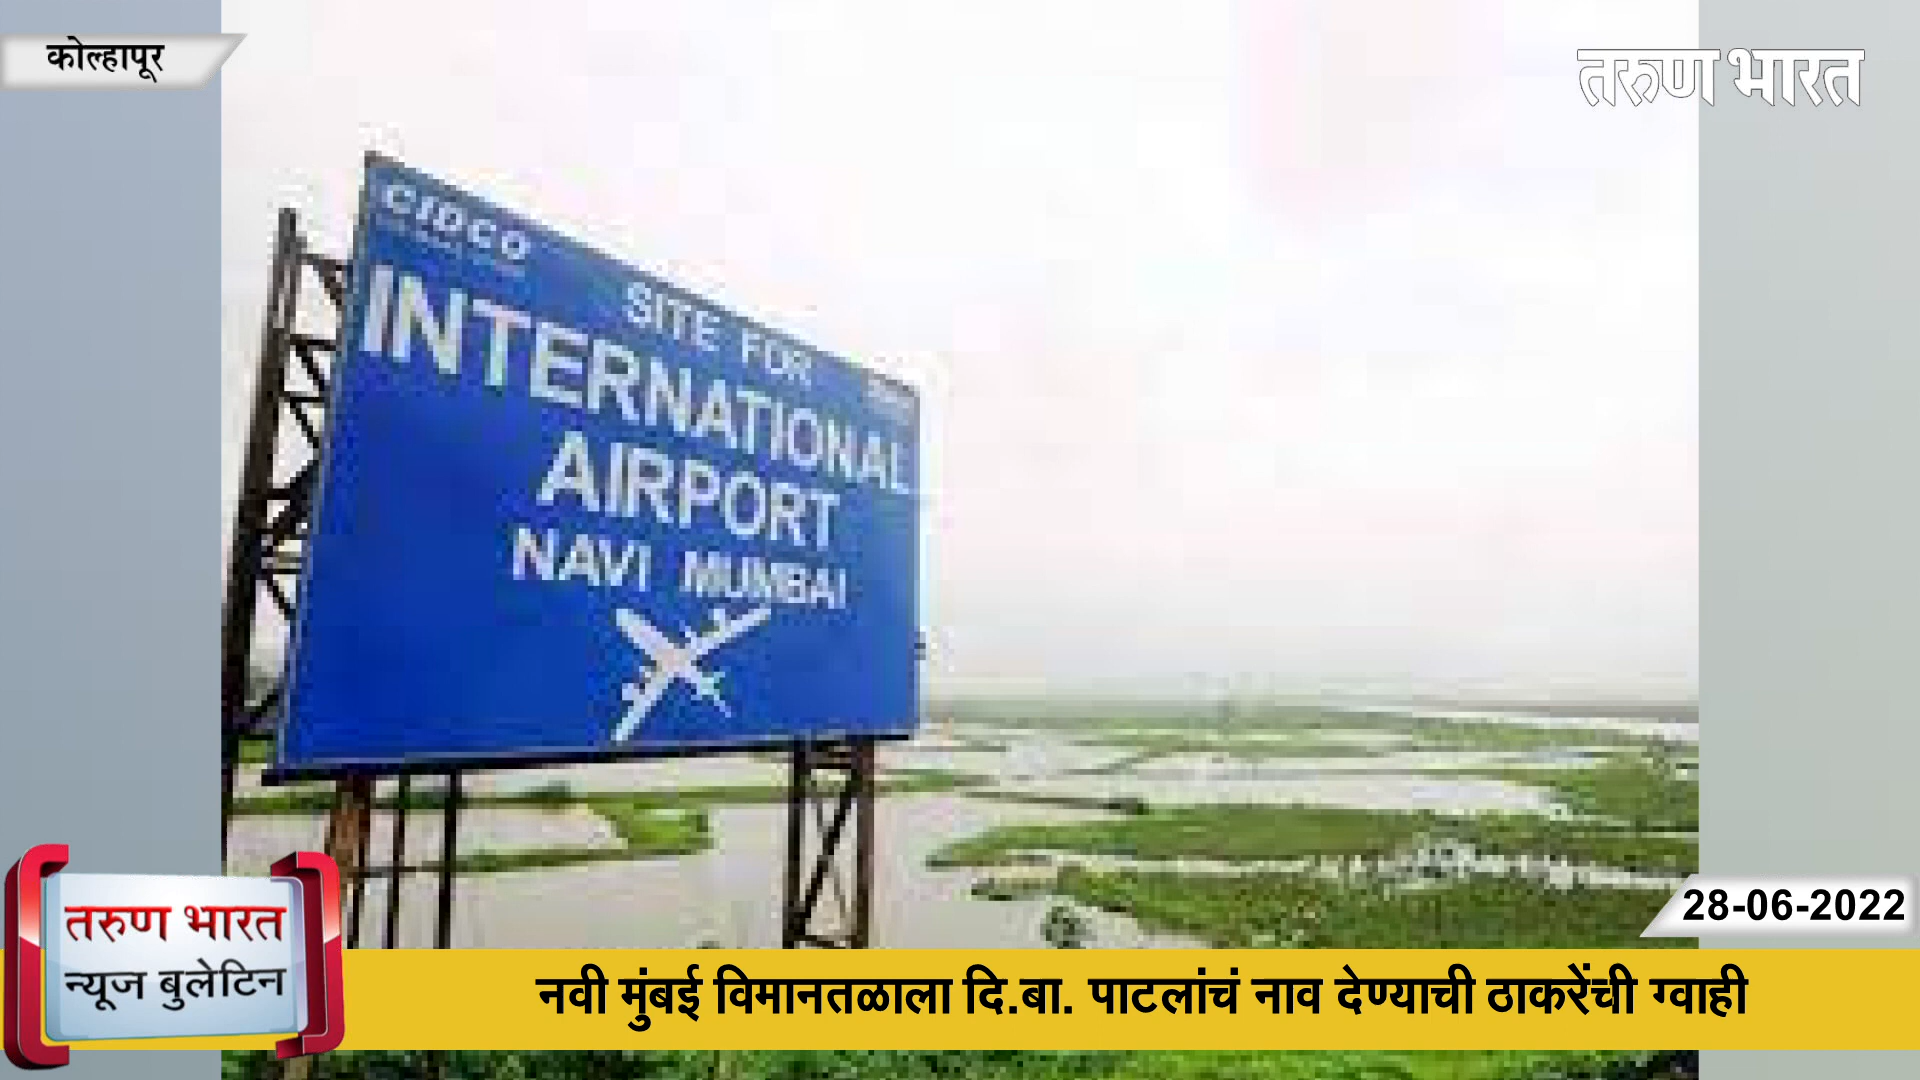 कोल्हापूर
तरुण भारत
CIDCO
SITE FOR
INTERNATIONAL
AIRPORT
NAVI MUMBAI
28-06-2022
तरुण भारत
न्यूज बुलेटिन
नवी मुंबई विमानतळाला दि.बा. पाटलांचं नाव देण्याची ठाकरेंची ग्वाही